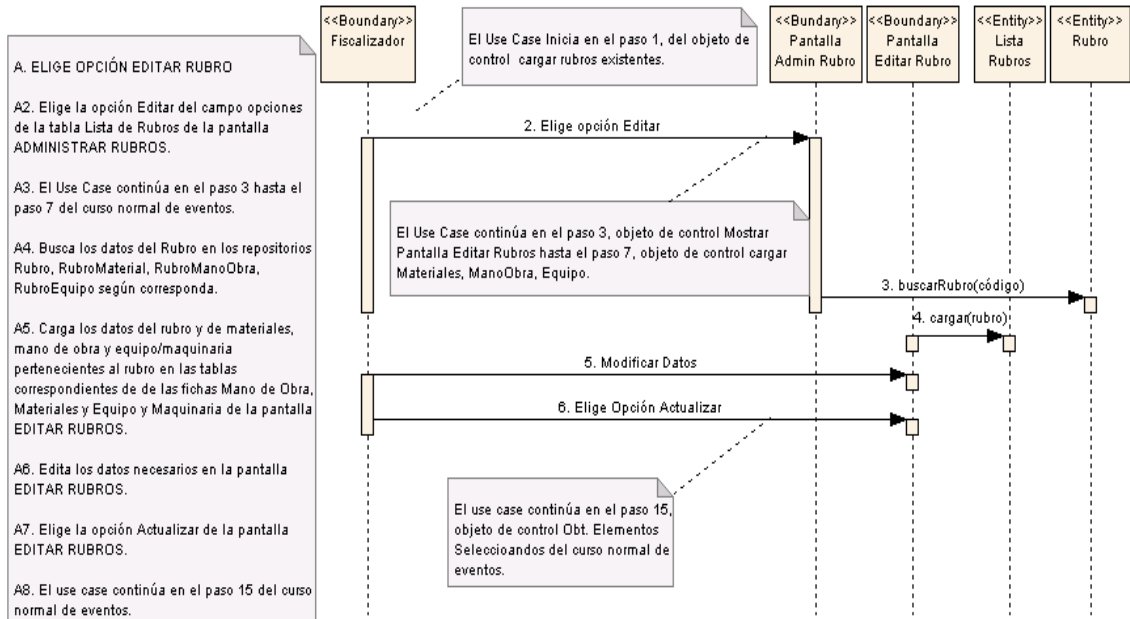 A. ELIGE OPCIÓN EDITAR RUBRO
A2. Elige la opción Editar del campo opciones
de la tabla Lista de Rubros de la pantalla
ADMINISTRAR RUBROS.
A3. El Use Case continúa en el paso 3 hasta el
paso 7 del curso normal de eventos.
A4. Busca los datos del Rubro en los repositorios
Rubro, RubroMaterial, RubroManoObra,
RubroEquipo según corresponda.
A5. Carga los datos del rubro y de materiales,
mano de obra y equipo/maquinaria
pertenecientes al rubro en las tablas
correspondientes de de las fichas Mano de Obra,
Materiales y Equipo y Maquinaria de la pantalla
EDITAR RUBROS.
A6. Edita los datos necesarios en la pantalla
EDITAR RUBROS.
A7. Elige la opción Actualizar de la pantalla
EDITAR RUBROS.
A8. El use case continúa en el paso 15 del curso
normal de eventos.
<<Boundary>>
Fiscalizador
El Use Case Inicia en el paso 1, del objeto de
control cargar rubros existentes.
<<Bundary>>
Pantalla
Admin Rubro
<<Boundary>>
Pantalla
Editar Rubro
<<Entity>>
Lista
Rubros
<<Entity>>
Rubro
2. Elige opción Editar
El Use Case continúa en el paso 3, objeto de control Mostrar
Pantalla Editar Rubros hasta el paso 7, objeto de control cargar
Materiales, ManoObra, Equipo.
3. buscarRubro(código)
4. cargar(rubro)
5. Modificar Datos
6. Elige Opción Actualizar
El use case continúa en el paso 15,
objeto de control Obt. Elementos
Seleccioandos del curso normal de
eventos.